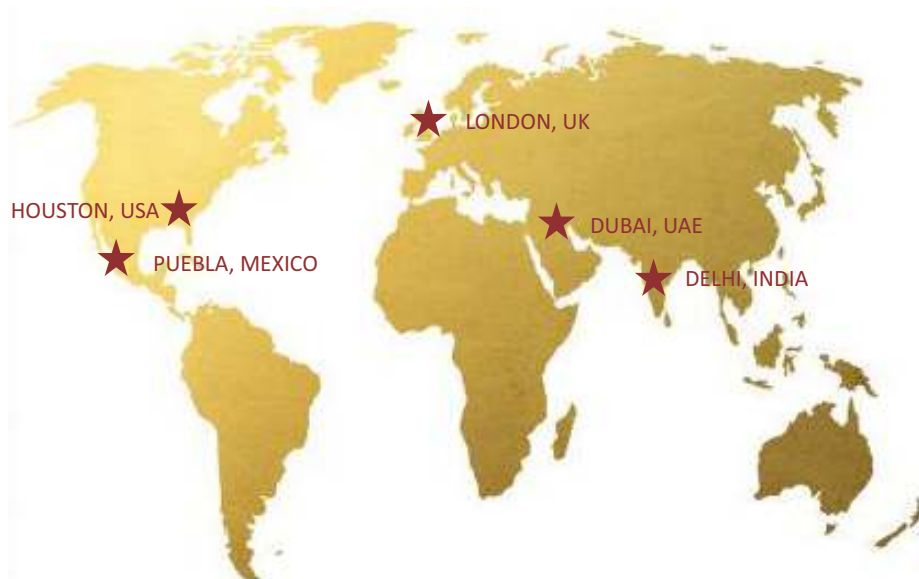 LONDON, UK
HOUSTON, USA
DUBAI, UAE
PUEBLA, MEXICO
DELHI, INDIA